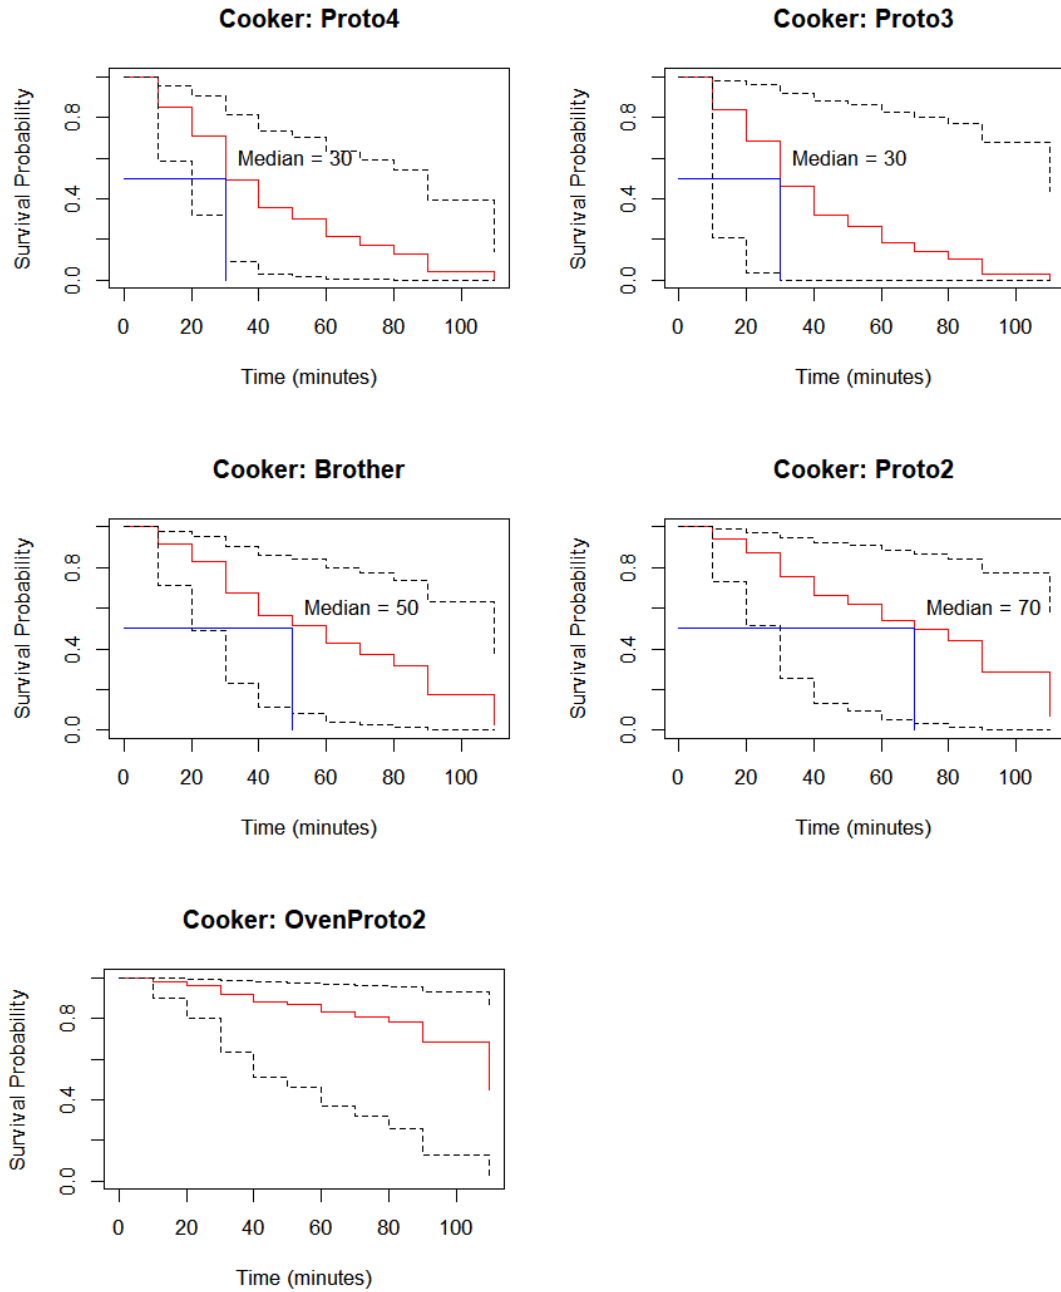 Cooker: Proto4
Survival Probability
0.0 0.4 0.8
Median = 30
0 20 40 60 80 100
Time (minutes)
Cooker: Proto3
Survival Probability
0.0 0.4 0.8
Median = 30
0 20 40 60 80 100
Time (minutes)
Cooker: Brother
Survival Probability
0.0 0.4 0.8
Median = 50
0 20 40 60 80 100
Time (minutes)
Cooker: Proto2
Survival Probability
0.0 0.4 0.8
Median = 70
0 20 40 60 80 100
Time (minutes)
Cooker: OvenProto2
Survival Probability
0.0 0.4 0.8
0 20 40 60 80 100
Time (minutes)